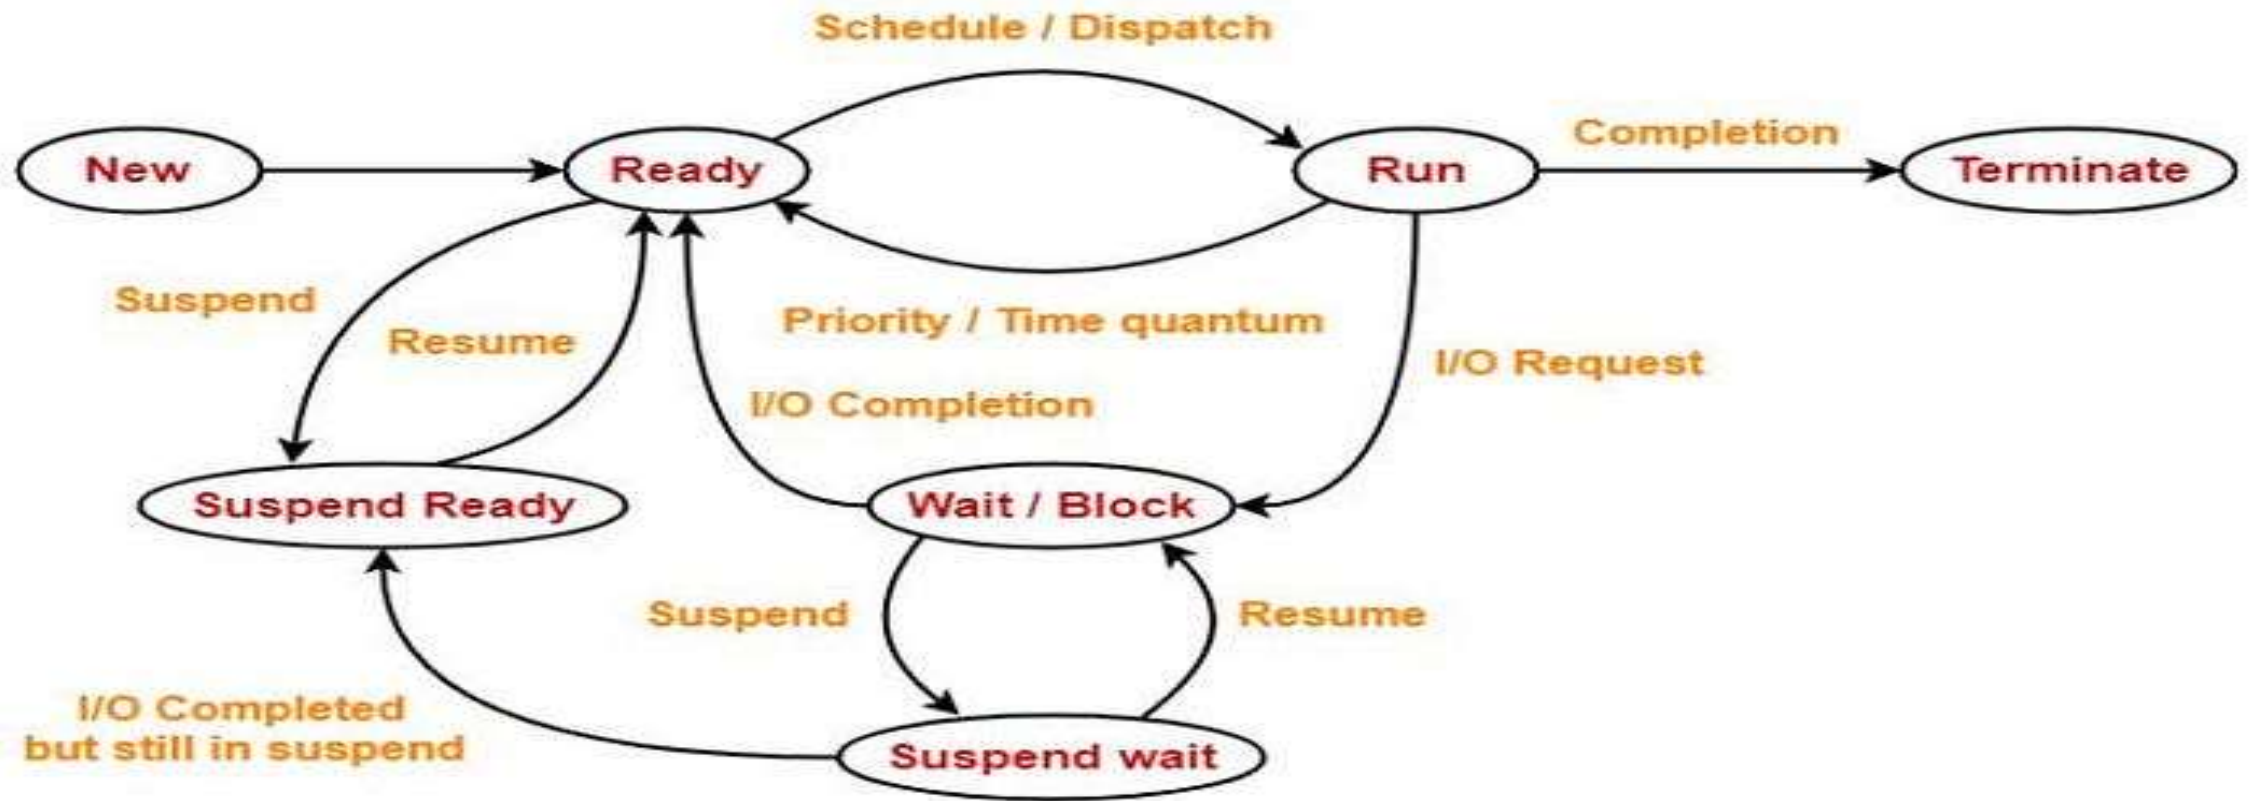 Schedule / Dispatch
New
Ready
Run
Completion
Terminate
Suspend
Resume
Priority / Time quantum
I/O Request
I/O Completion
Suspend Ready
Wait / Block
Suspend
Resume
I/O Completed
but still in suspend
Suspend wait